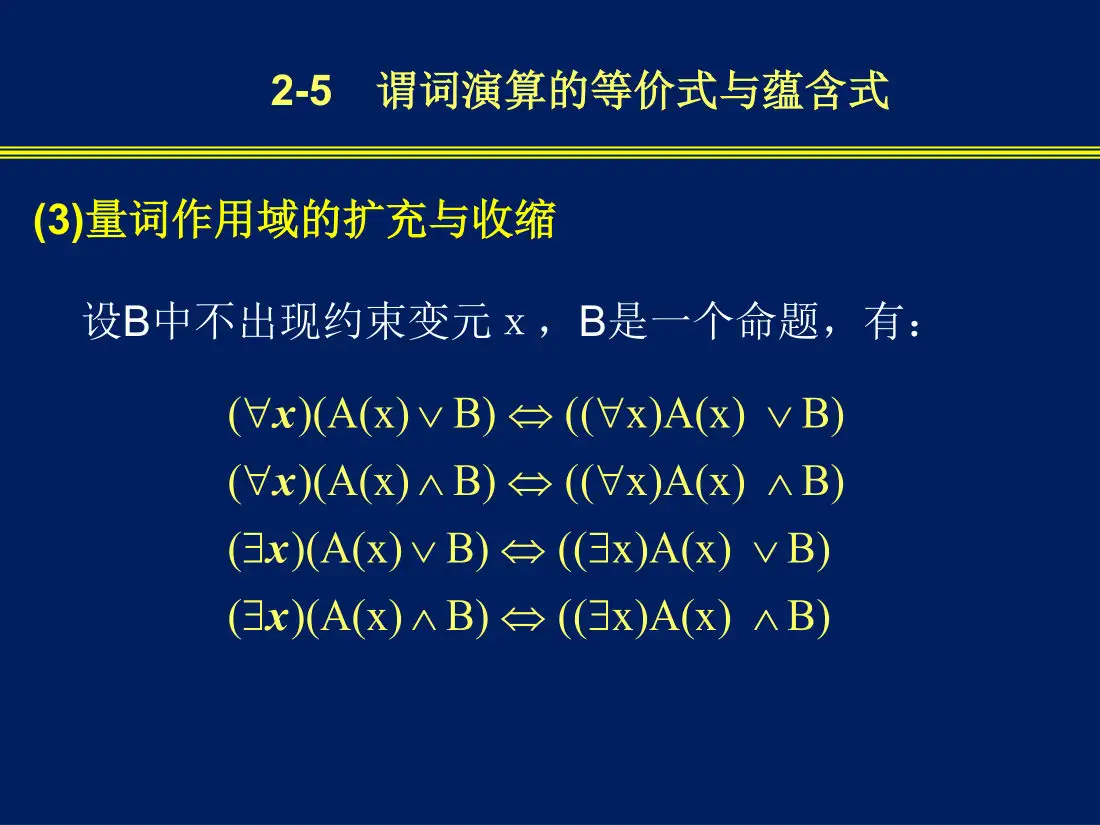 2-5 谓词演算的等价式与蕴含式
(3)量词作用域的扩充与收缩
设B中不出现约束变元 x ，B是一个命题，有：
(∀x)(A(x)∨B)⇔((∀x)A(x) ∨B)
(∀x)(A(x)∧B)⇔((∀x)A(x) ∧B)
(∃x)(A(x)∨B)⇔((∃x)A(x) ∨B)
(∃x)(A(x)∧B)⇔((∃x)A(x) ∧B)